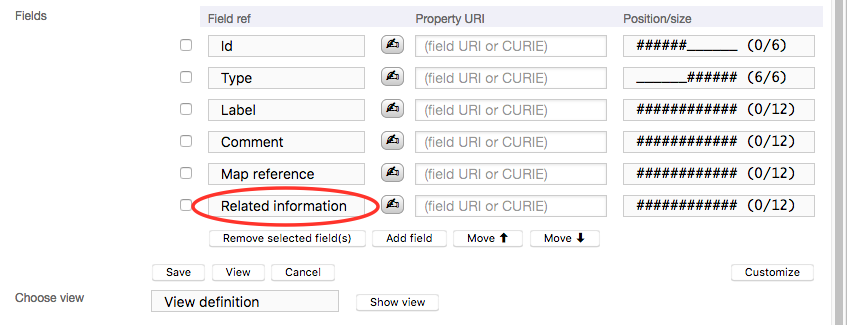 Fields Field ref Property URI Position/size
Id ✍ (field URI or CURIE) ######______ (0/6)
Type ✍ (field URI or CURIE) ______###### (6/6)
Label ✍ (field URI or CURIE) ############ (0/12)
Comment ✍ (field URI or CURIE) ############ (0/12)
Map reference ✍ (field URI or CURIE) ############ (0/12)
Related information ✍ (field URI or CURIE) ############ (0/12)
Remove selected field(s) Add field Move ⬆ Move ⬇
Save View Cancel Customize
Choose view View definition Show view